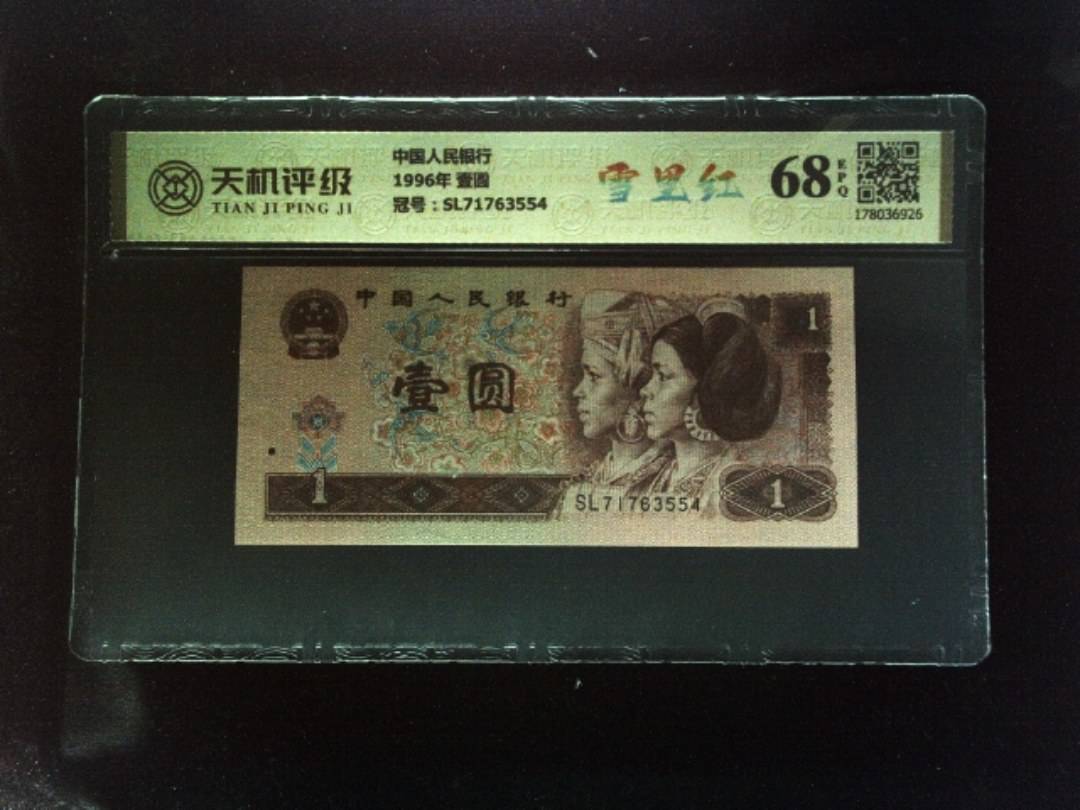 天机评级
TIAN JI PING JI
中国人民银行
1996年 壹圆
冠号：SL71763554
雪里红
68
EPQ
178036926
中国人民银行
1
壹圆
1
SL71763554
1